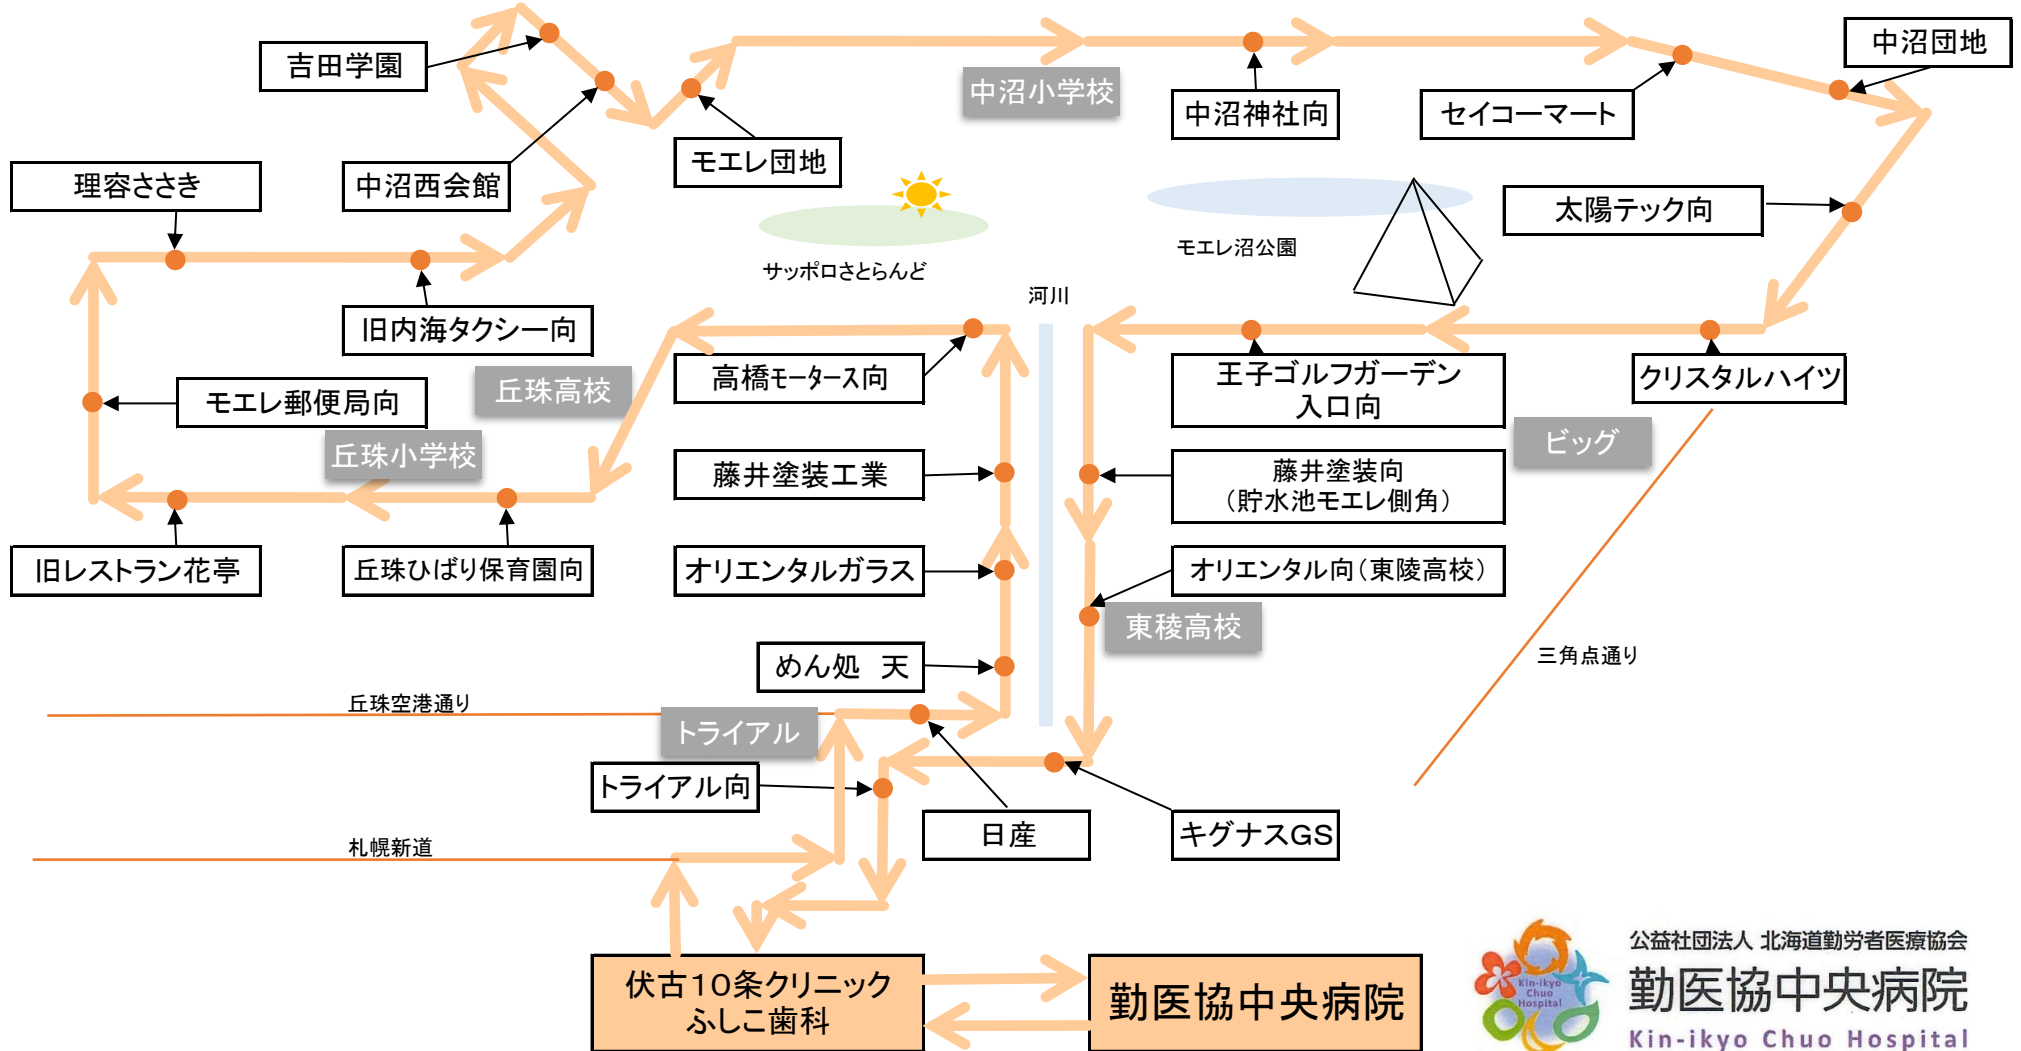 中沼団地
吉田学園
中沼小学校
中沼神社向
セイコーマート
モエレ団地
理容ささき
中沼西会館
太陽テック向
サッポロさとらんど
モエレ沼公園
河川
旧内海タクシー向
丘珠高校
高橋モータース向
王子ゴルフガーデン
入口向
クリスタルハイツ
モエレ郵便局向
丘珠小学校
ビッグ
藤井塗装工業
藤井塗装向
（貯水池モエレ側角）
旧レストラン花亭
丘珠ひばり保育園向
オリエンタルガラス
オリエンタル向（東陵高校）
東稜高校
めん処　天
三角点通り
丘珠空港通り
トライアル
トライアル向
日産
キグナスGS
札幌新道
伏古10条クリニック
ふしこ歯科
勤医協中央病院
Kin-ikyo
Chuo
Hospital
公益社団法人 北海道勤労者医療協会
勤医協中央病院
Kin-ikyo Chuo Hospital